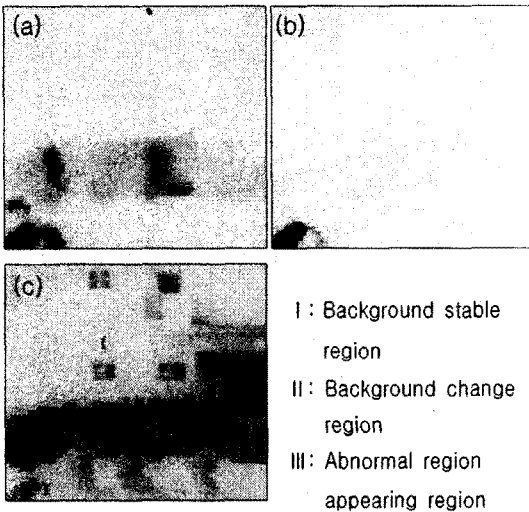 (a)
(b)
(c)
I : Background stable
region
II : Background change
region
III : Abnormal region
appearing region